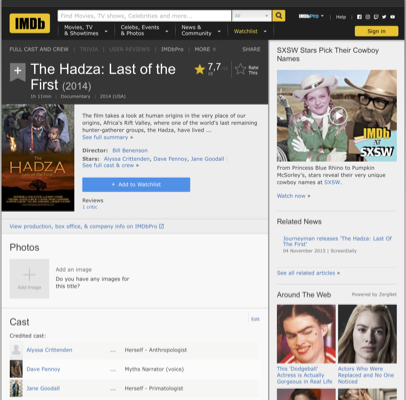 IMDb
Find Movies, TV shows, Celebrities and more...
All
IMDbPro
Help
Movies, TV
& Showtimes
Celebs, Events
& Photos
News &
Community
Watchlist
Sign in
FULL CAST AND CREW
TRIVIA
USER REVIEWS
IMDbPro
MORE
SHARE
The Hadza: Last of the
First (2014)
7,7
Rate
This
1h 11min
Documentary
2014 (USA)
THE
HADZA
The film takes a look at human origins in the very place of our
origins, Africa's Rift Valley, where one of the world's last remaining
hunter-gatherer groups, the Hadza, have lived ...
See full summary »
Director: Bill Benenson
Stars: Alyssa Crittenden, Dave Fennoy, Jane Goodall
See full cast & crew »
+ Add to Watchlist
Reviews
1 critic
View production, box office, & company info on IMDbPro
Photos
Add Image
Add an image
Do you have any images for
this title?
Cast
Edit
Credited cast:
Alyssa Crittenden ... Herself - Anthropologist
Dave Fennoy ... Myths Narrator (voice)
Jane Goodall ... Herself - Primatologist
SXSW Stars Pick Their Cowboy
Names
IMDb
AT
SXSW
From Princess Blue Rhino to Pumpkin
McSorley's, stars reveal their very unique
cowboy names at SXSW.
Watch now »
Related News
Journeyman releases 'The Hadza: Last Of
The First'
04 November 2015 | ScreenDaily
See all related articles »
Around The Web
Powered by ZergNet
This 'Dodgeball'
Actress is Actually
Gorgeous in Real Life
Actors Who Were
Replaced and No One
Noticed